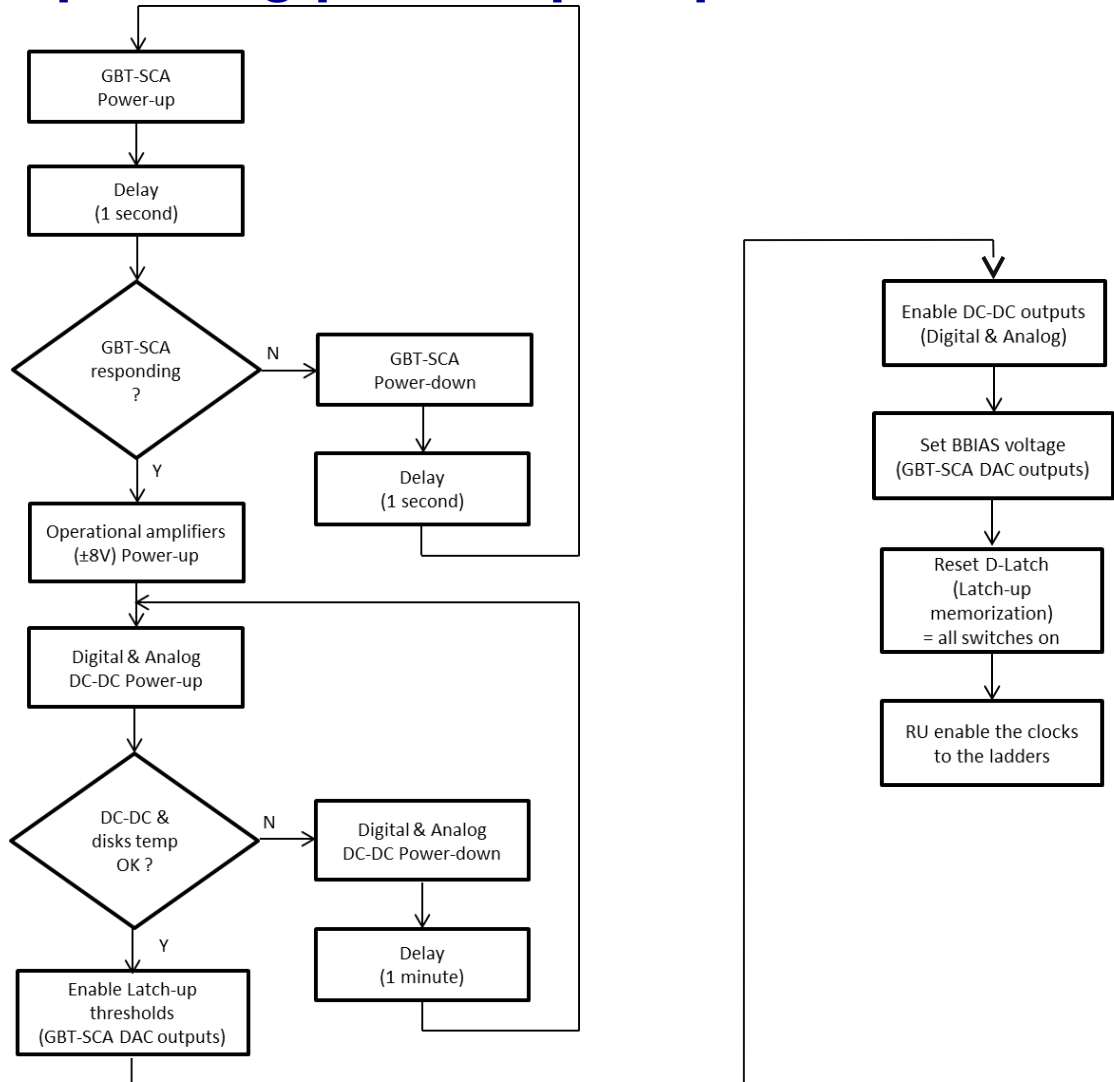 GBT-SCA
Power-up
Delay
(1 second)
GBT-SCA
responding
?
N
GBT-SCA
Power-down
Delay
(1 second)
Y
Operational amplifiers
(±8V) Power-up
Digital & Analog
DC-DC Power-up
DC-DC &
disks temp
OK ?
N
Digital & Analog
DC-DC Power-down
Delay
(1 minute)
Y
Enable Latch-up
thresholds
(GBT-SCA DAC outputs)
Enable DC-DC outputs
(Digital & Analog)
Set BBIAS voltage
(GBT-SCA DAC outputs)
Reset D-Latch
(Latch-up
memorization)
= all switches on
RU enable the clocks
to the ladders